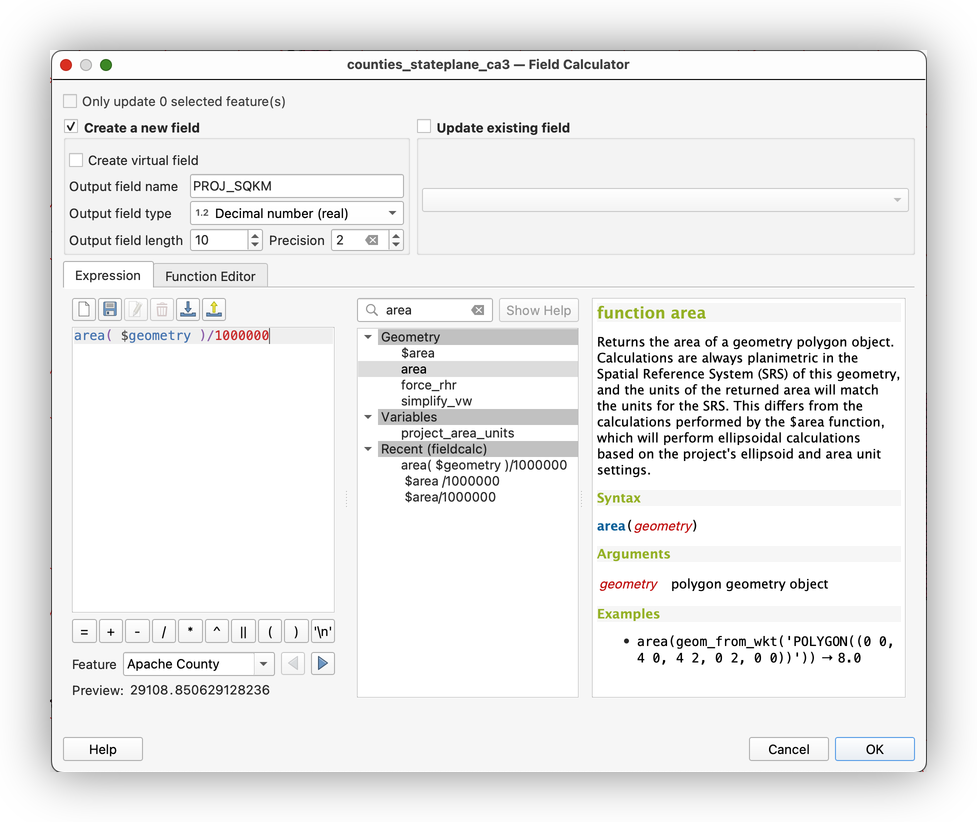 counties_stateplane_ca3 — Field Calculator
Only update 0 selected feature(s)
Create a new field
Update existing field
Create virtual field
Output field name PROJ_SQKM
Output field type 1.2 Decimal number (real)
Output field length 10 Precision 2
Expression Function Editor
area( $geometry )/1000000
= + - / * ^ || ( ) '\n'
Feature Apache County
Preview: 29108.850629128236
area Show Help
Geometry
$area
area
force_rhr
simplify_vw
Variables
project_area_units
Recent (fieldcalc)
area( $geometry )/1000000
$area /1000000
$area/1000000
function area
Returns the area of a geometry polygon object.
Calculations are always planimetric in the
Spatial Reference System (SRS) of this geometry,
and the units of the returned area will match
the units for the SRS. This differs from the
calculations performed by the $area function,
which will perform ellipsoidal calculations
based on the project's ellipsoid and area unit
settings.
Syntax
area(geometry)
Arguments
geometry polygon geometry object
Examples
• area(geom_from_wkt('POLYGON((0 0,
4 0, 4 2, 0 2, 0 0))')) → 8.0
Help Cancel OK